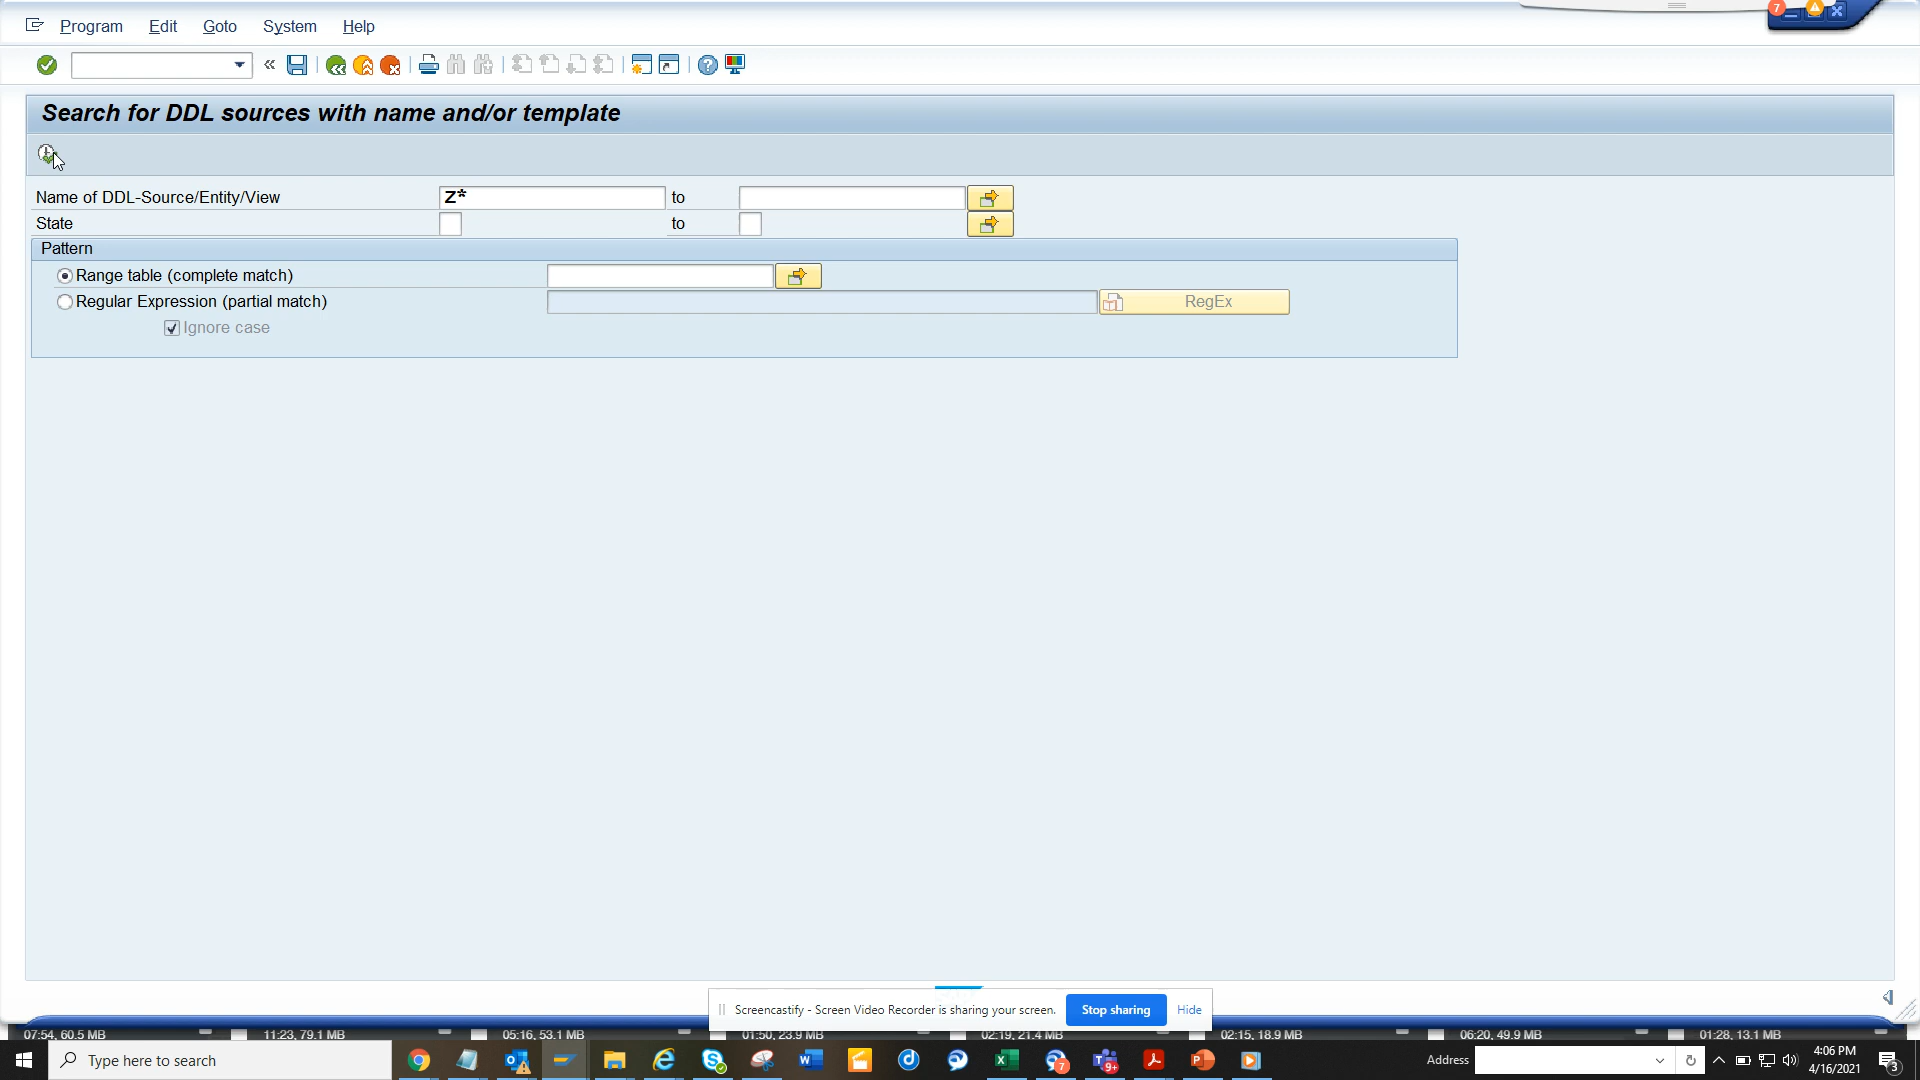 Program Edit Goto System Help
7
Search for DDL sources with name and/or template
Name of DDL-Source/Entity/View Z* to
State to
Pattern
Range table (complete match)
Regular Expression (partial match) RegEx
Ignore case
Screencastify - Screen Video Recorder is sharing your screen. Stop sharing Hide
07:54, 60.5 MB 11:23, 79.1 MB 05:16, 53.1 MB 01:50, 23.9 MB 02:19, 21.4 MB 02:15, 18.9 MB 06:20, 49.9 MB 01:28, 13.1 MB
Type here to search 7 9+ Address 4:06 PM
4/16/2021 3